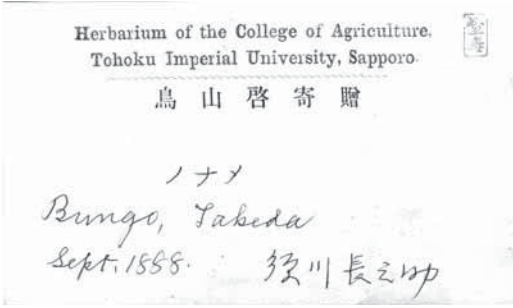 Herbarium of the College of Agriculture,
Tohoku Imperial University, Sapporo.
鳥山啓寄贈
ノナメ
Bungo, Takeda
Sept. 1888. 須川長之助